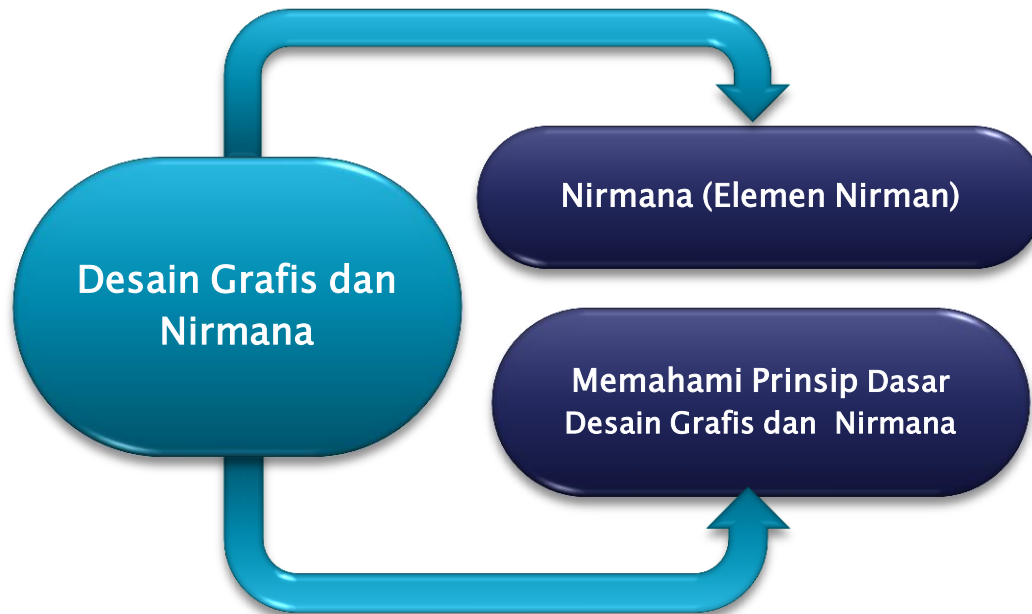 Nirmana (Elemen Nirman)
Desain Grafis dan
Nirmana
Memahami Prinsip Dasar
Desain Grafis dan Nirmana